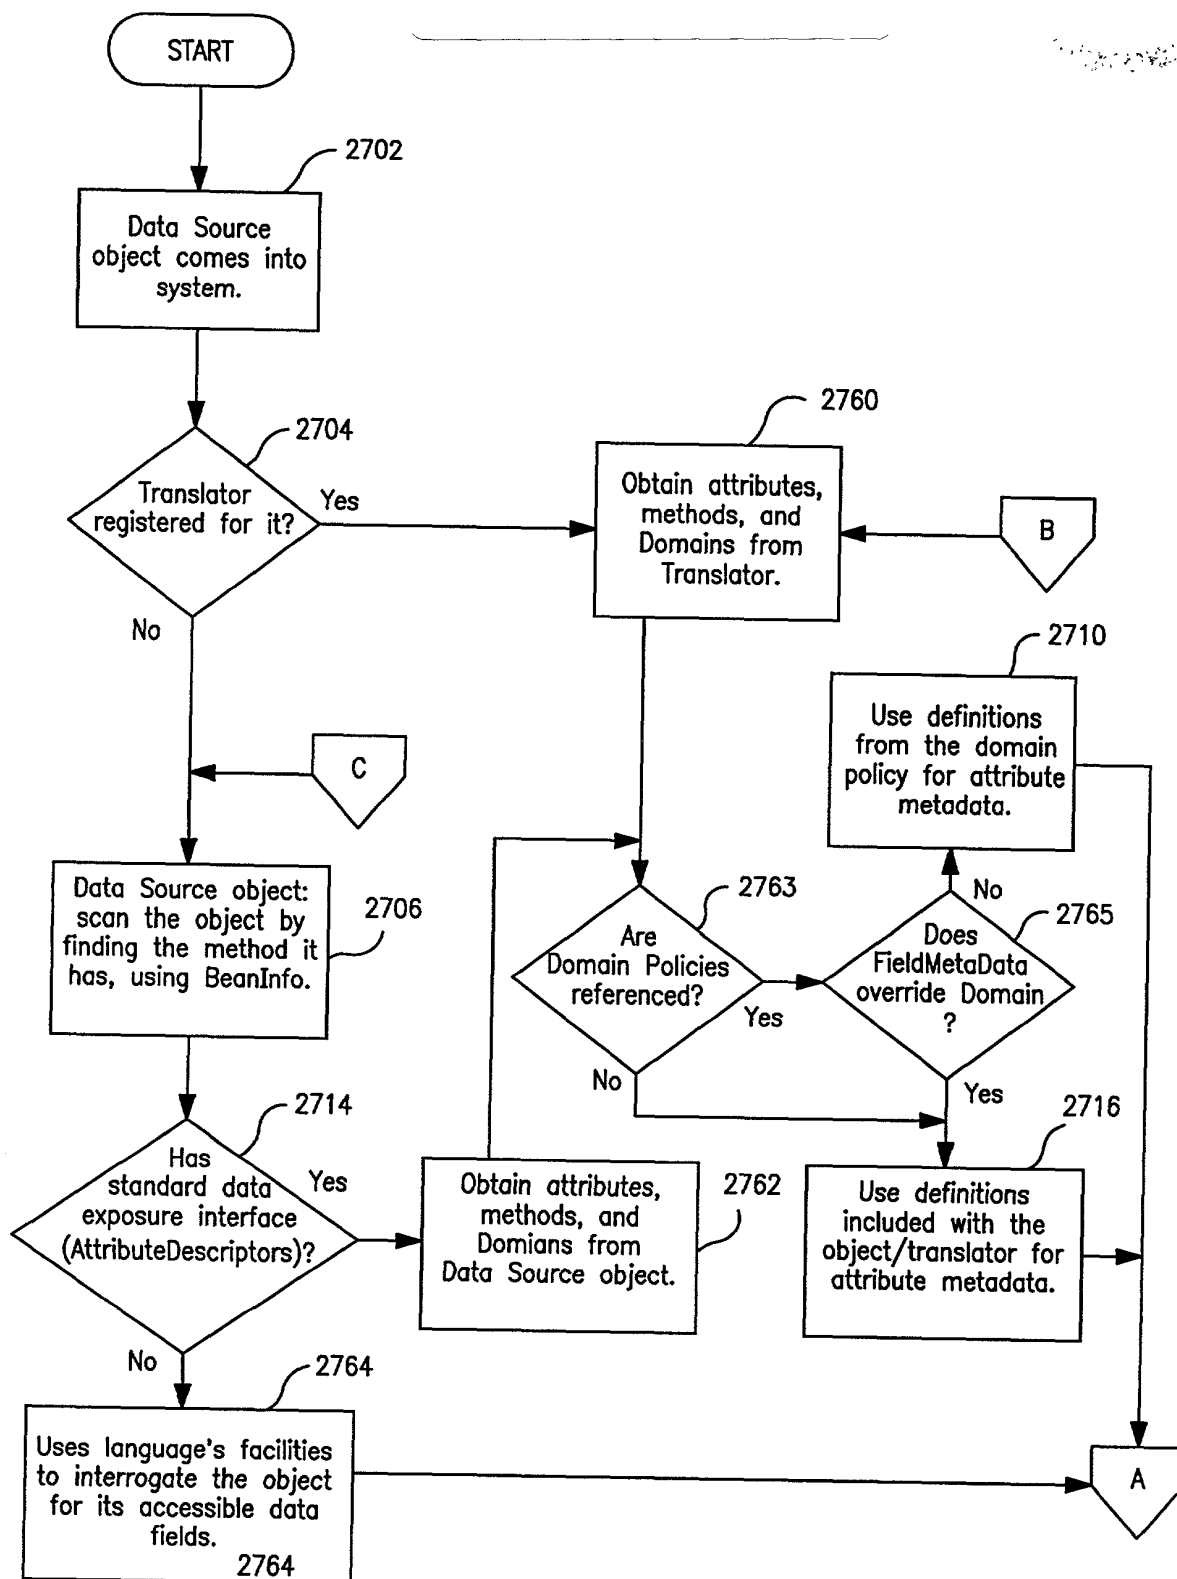 START
2702
Data Source
object comes into
system.
2704
Translator
registered for it?
Yes
No
2760
Obtain attributes,
methods, and
Domains from
Translator.
B
2710
Use definitions
from the domain
policy for attribute
metadata.
C
Data Source object:
scan the object by
finding the method it
has, using BeanInfo.
2706
2763
Are
Domain Policies
referenced?
Yes
No
No
2765
Does
FieldMetaData
override Domain
?
Yes
2714
Has
standard data
exposure interface
(AttributeDescriptors)?
Yes
No
Obtain attributes,
methods, and
Domians from
Data Source object.
2762
2716
Use definitions
included with the
object/translator for
attribute metadata.
2764
Uses language's facilities
to interrogate the object
for its accessible data
fields.
2764
A